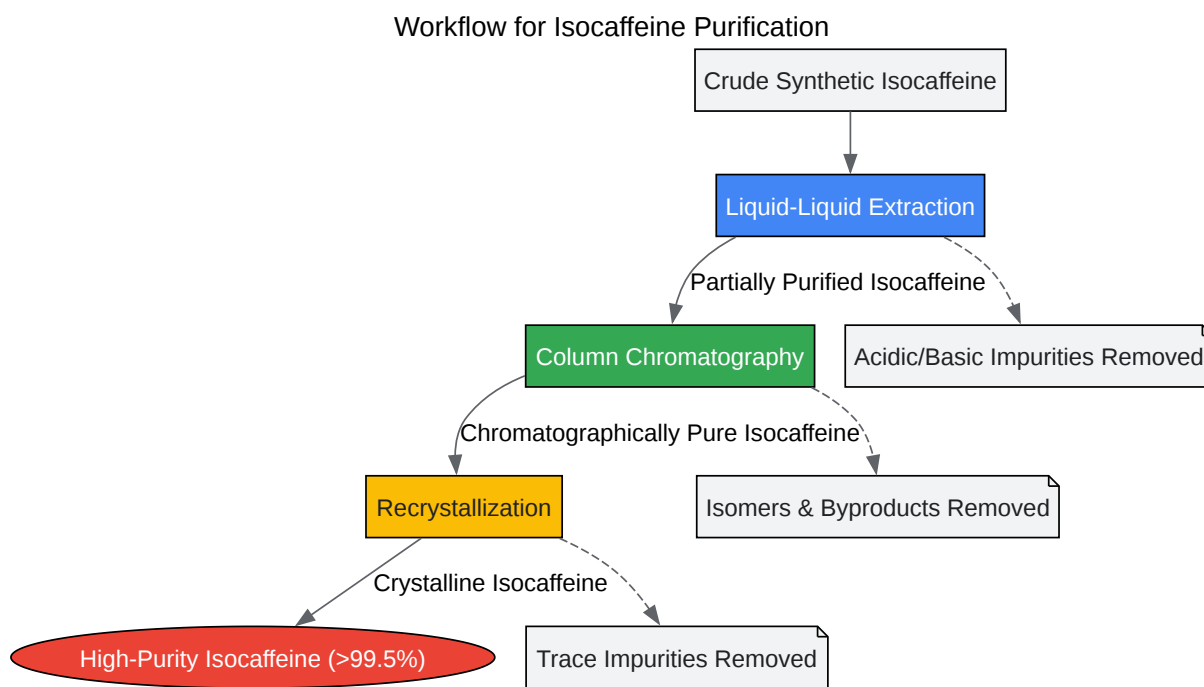 Workflow for Isocaffeine Purification
Crude Synthetic Isocaffeine
Liquid-Liquid Extraction
Partially Purified Isocaffeine
Column Chromatography
Acidic/Basic Impurities Removed
Chromatographically Pure Isocaffeine
Recrystallization
Isomers & Byproducts Removed
Crystalline Isocaffeine
High-Purity Isocaffeine (>99.5%)
Trace Impurities Removed